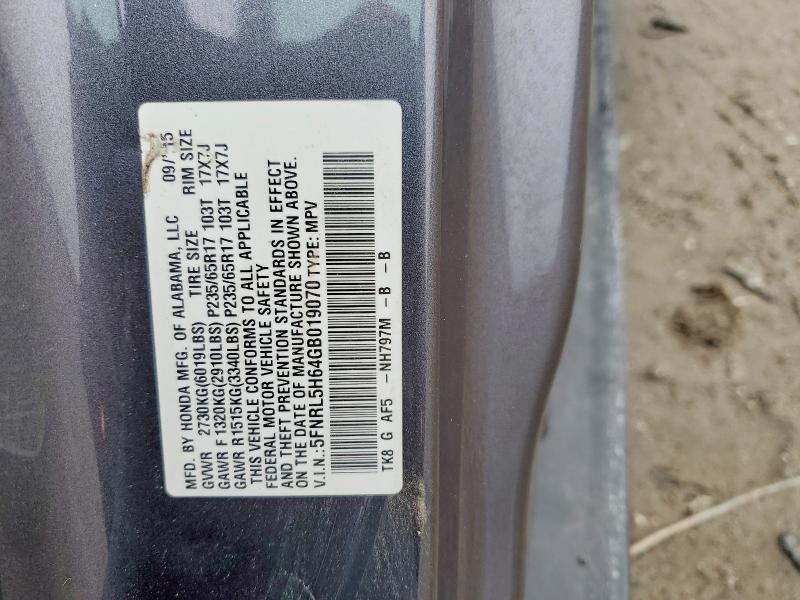 MFD. BY HONDA MFG. OF ALABAMA, LLC 09/15
GVWR 2730KG(6019LBS) TIRE SIZE RIM SIZE
GAWR F 1320KG(2910LBS) P235/65R17 103T 17X7J
GAWR R 1515KG(3340LBS) P235/65R17 103T 17X7J
THIS VEHICLE CONFORMS TO ALL APPLICABLE
FEDERAL MOTOR VEHICLE SAFETY
AND THEFT PREVENTION STANDARDS IN EFFECT
ON THE DATE OF MANUFACTURE SHOWN ABOVE.
V.I.N.:5FNRL5H64GB019070 TYPE: MPV
TK8 G AF5 -NH797M -B -B